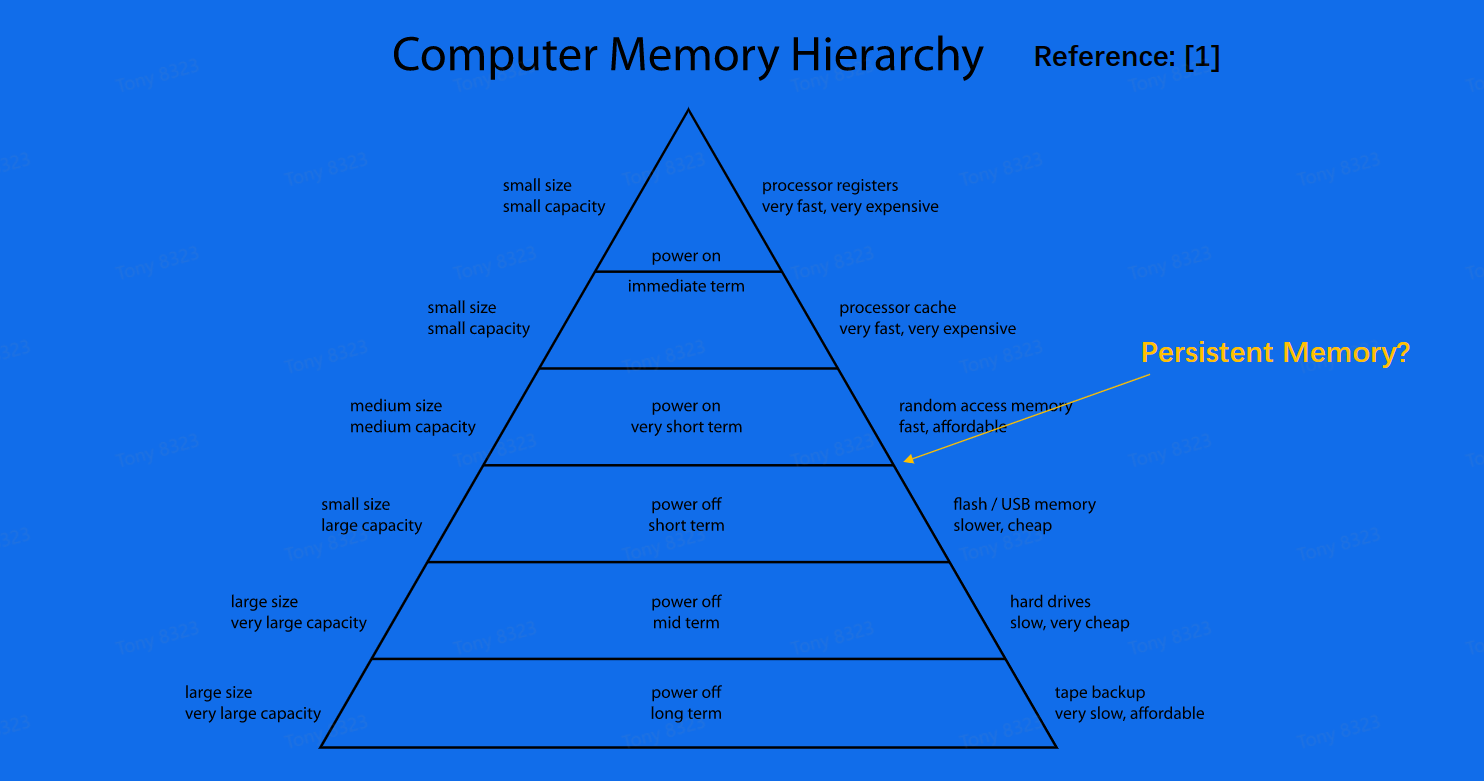 Computer Memory Hierarchy
Reference: [1]
small size
small capacity
processor registers
very fast, very expensive
power on
immediate term
small size
small capacity
processor cache
very fast, very expensive
Persistent Memory?
medium size
medium capacity
power on
very short term
random access memory
fast, affordable
small size
large capacity
power off
short term
flash / USB memory
slower, cheap
large size
very large capacity
power off
mid term
hard drives
slow, very cheap
large size
very large capacity
power off
long term
tape backup
very slow, affordable
Tony 8323